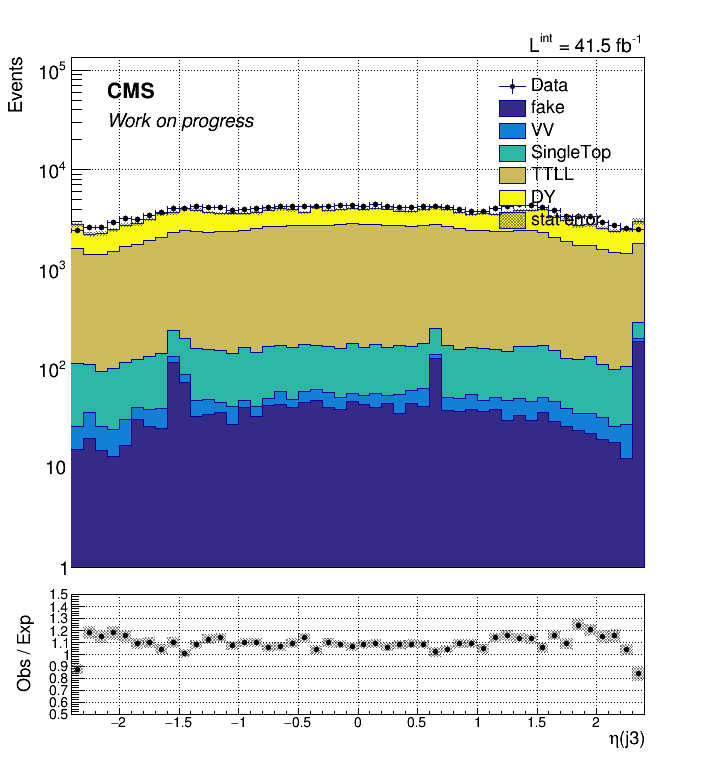 L^int = 41.5 fb^-1
Events
10^5
10^4
10^3
10^2
10
1
CMS
Work on progress
Data
fake
VV
SingleTop
TTLL
DY
stat error
Obs / Exp
1.5
1.4
1.3
1.2
1.1
1
0.9
0.8
0.7
0.6
0.5
−2 −1.5 −1 −0.5 0 0.5 1 1.5 2
η(j3)